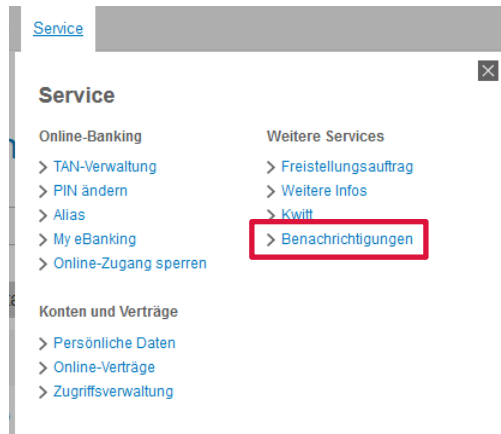 Service
Service
Online-Banking
TAN-Verwaltung
PIN ändern
Alias
My eBanking
Online-Zugang sperren
Konten und Verträge
Persönliche Daten
Online-Verträge
Zugriffsverwaltung
Weitere Services
Freistellungsauftrag
Weitere Infos
Kwitt
Benachrichtigungen